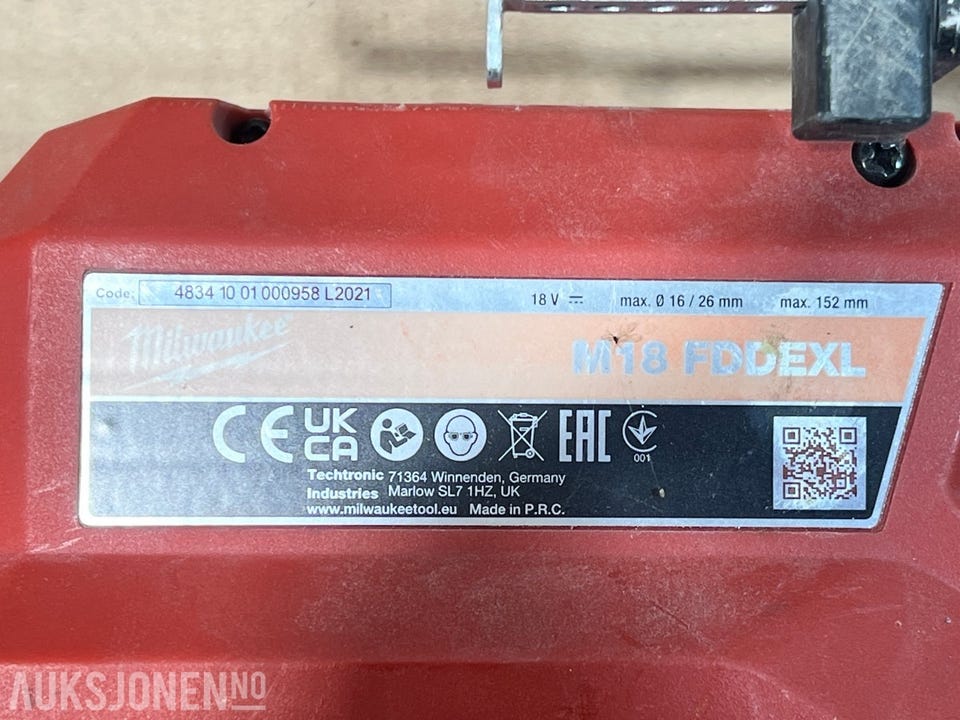 Code: 4834 10 01 000958 L2021 18 V max. Ø 16 / 26 mm max. 152 mm
Milwaukee
M18 FDDEXL
CE UK CA EAC 001
Techtronic 71364 Winnenden, Germany
Industries Marlow SL7 1HZ, UK
www.milwaukeetool.eu Made in P.R.C.
AUKSJONEN NO